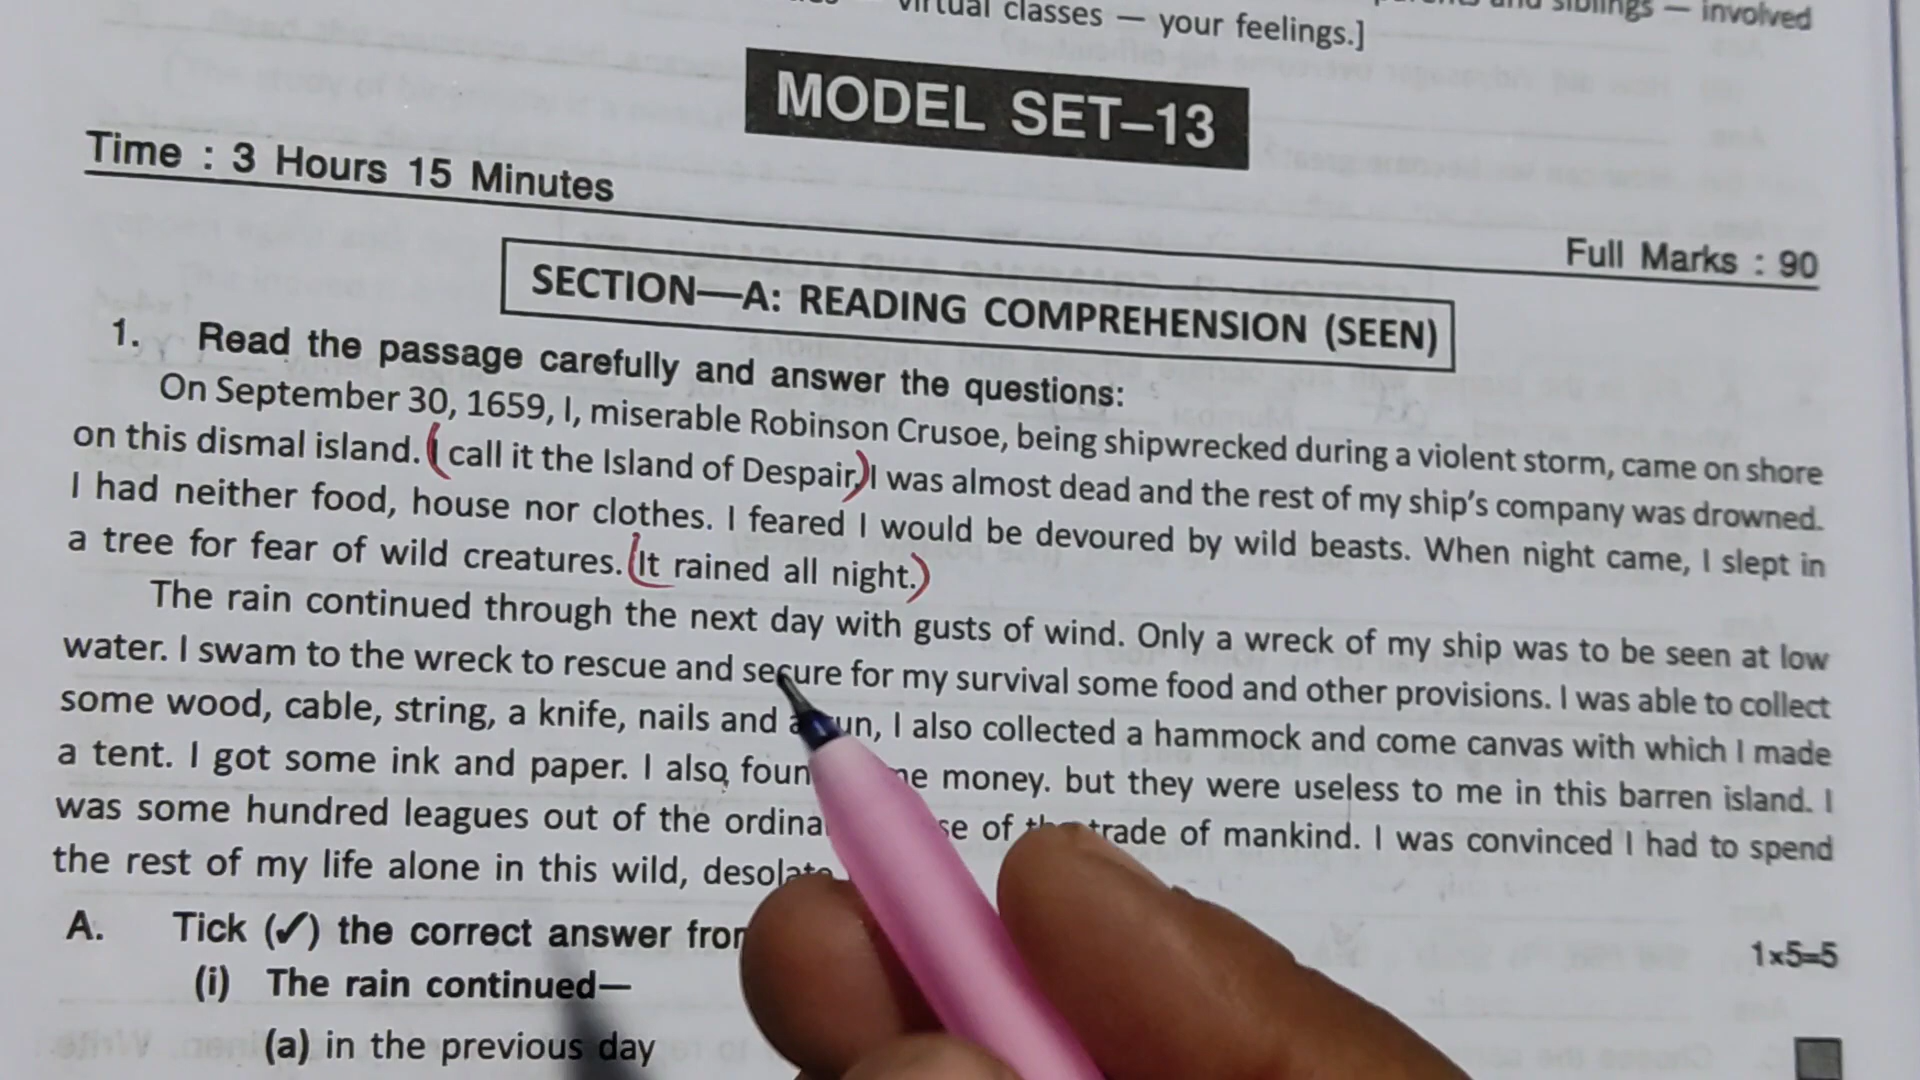 virtual classes — your feelings.]
siblings — involved
MODEL SET–13
Time : 3 Hours 15 Minutes
Full Marks : 90
SECTION—A: READING COMPREHENSION (SEEN)
1. Read the passage carefully and answer the questions:
On September 30, 1659, I, miserable Robinson Crusoe, being shipwrecked during a violent storm, came on shore
on this dismal island. I call it the Island of Despair. I was almost dead and the rest of my ship's company was drowned.
I had neither food, house nor clothes. I feared I would be devoured by wild beasts. When night came, I slept in
a tree for fear of wild creatures. It rained all night.
The rain continued through the next day with gusts of wind. Only a wreck of my ship was to be seen at low
water. I swam to the wreck to rescue and secure for my survival some food and other provisions. I was able to collect
some wood, cable, string, a knife, nails and a un, I also collected a hammock and come canvas with which I made
a tent. I got some ink and paper. I also foun me money. but they were useless to me in this barren island. I
was some hundred leagues out of the ordina se of the trade of mankind. I was convinced I had to spend
the rest of my life alone in this wild, desolate
A. Tick (✓) the correct answer from 1x5=5
(i) The rain continued—
(a) in the previous day